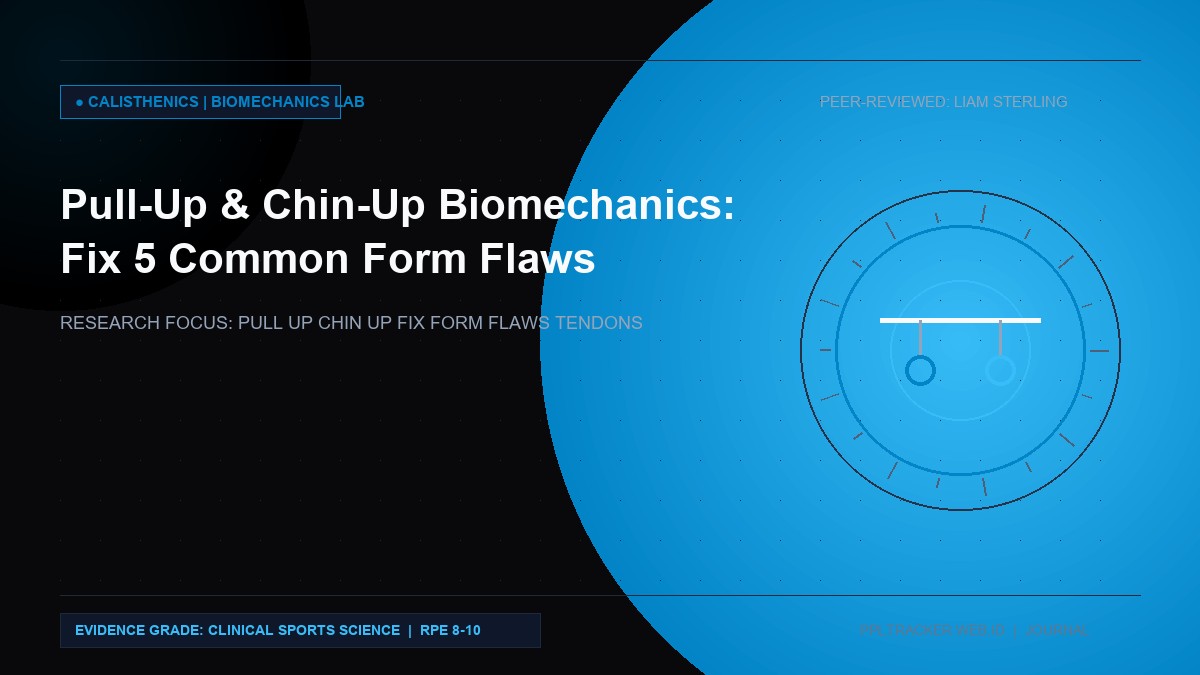 ● CALISTHENICS | BIOMECHANICS LAB
PEER-REVIEWED: LIAM STERLING
Pull-Up & Chin-Up Biomechanics:
Fix 5 Common Form Flaws
RESEARCH FOCUS: PULL UP CHIN UP FIX FORM FLAWS TENDONS
EVIDENCE GRADE: CLINICAL SPORTS SCIENCE | RPE 8-10
| JOURNAL